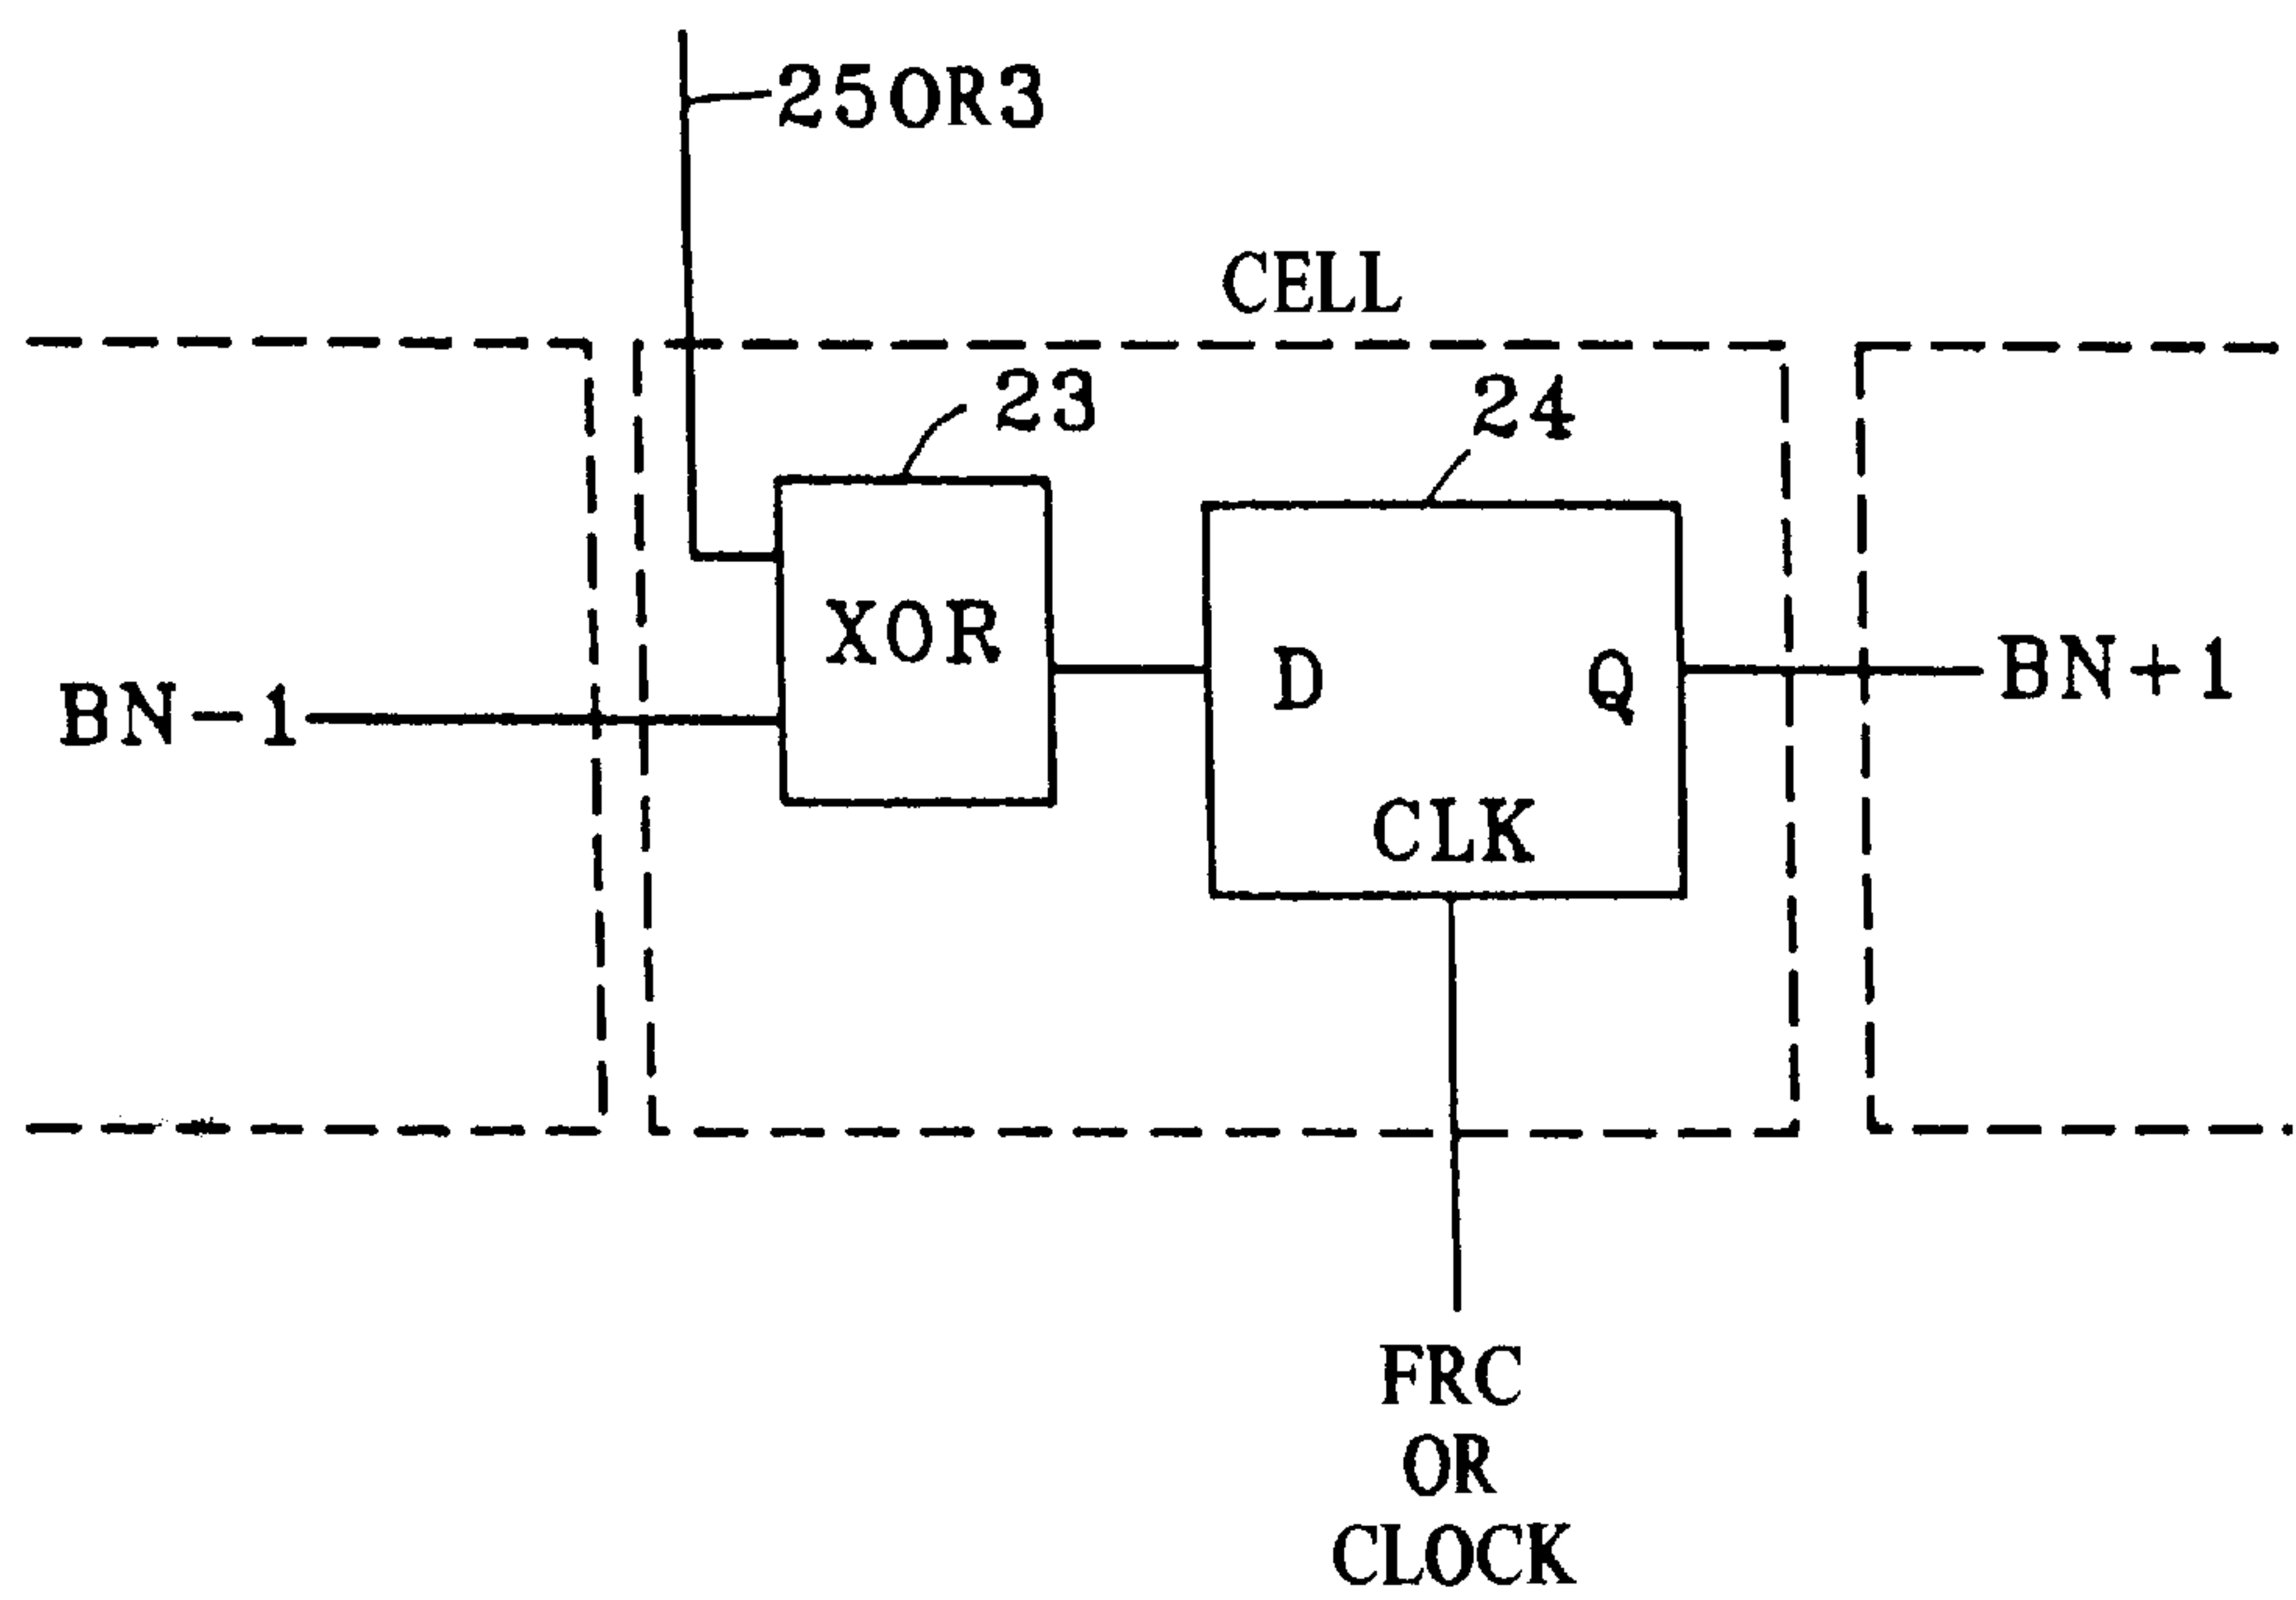 25OR3
CELL
23
24
XOR
D
Q
BN-1
BN+1
CLK
FRC
OR
CLOCK